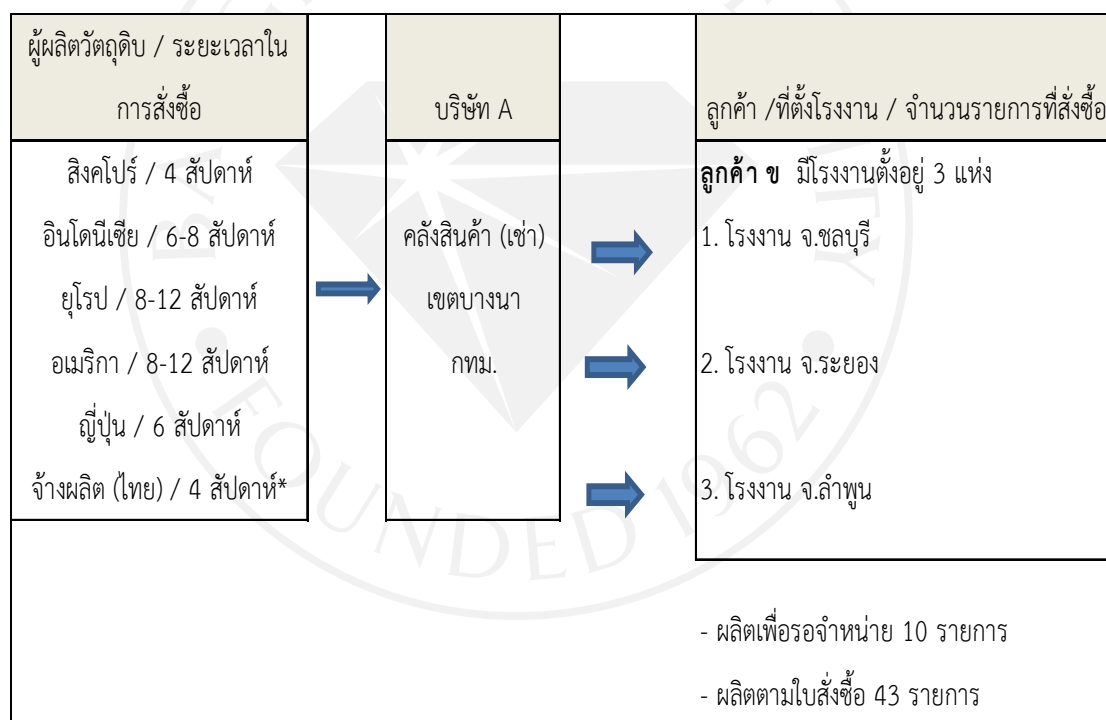 ผู้ผลิตวัตถุดิบ / ระยะเวลาใน
การสั่งซื้อ
บริษัท A
ลูกค้า /ที่ตั้งโรงงาน / จำนวนรายการที่สั่งซื้อ
สิงคโปร์ / 4 สัปดาห์
อินโดนีเซีย / 6-8 สัปดาห์
ยุโรป / 8-12 สัปดาห์
อเมริกา / 8-12 สัปดาห์
ญี่ปุ่น / 6 สัปดาห์
จ้างผลิต (ไทย) / 4 สัปดาห์*
คลังสินค้า (เช่า)
เขตบางนา
กทม.
ลูกค้า ข มีโรงงานตั้งอยู่ 3 แห่ง
1. โรงงาน จ.ชลบุรี
2. โรงงาน จ.ระยอง
3. โรงงาน จ.ลำพูน
- ผลิตเพื่อรอจำหน่าย 10 รายการ
- ผลิตตามใบสั่งซื้อ 43 รายการ
FOUNDED 1962